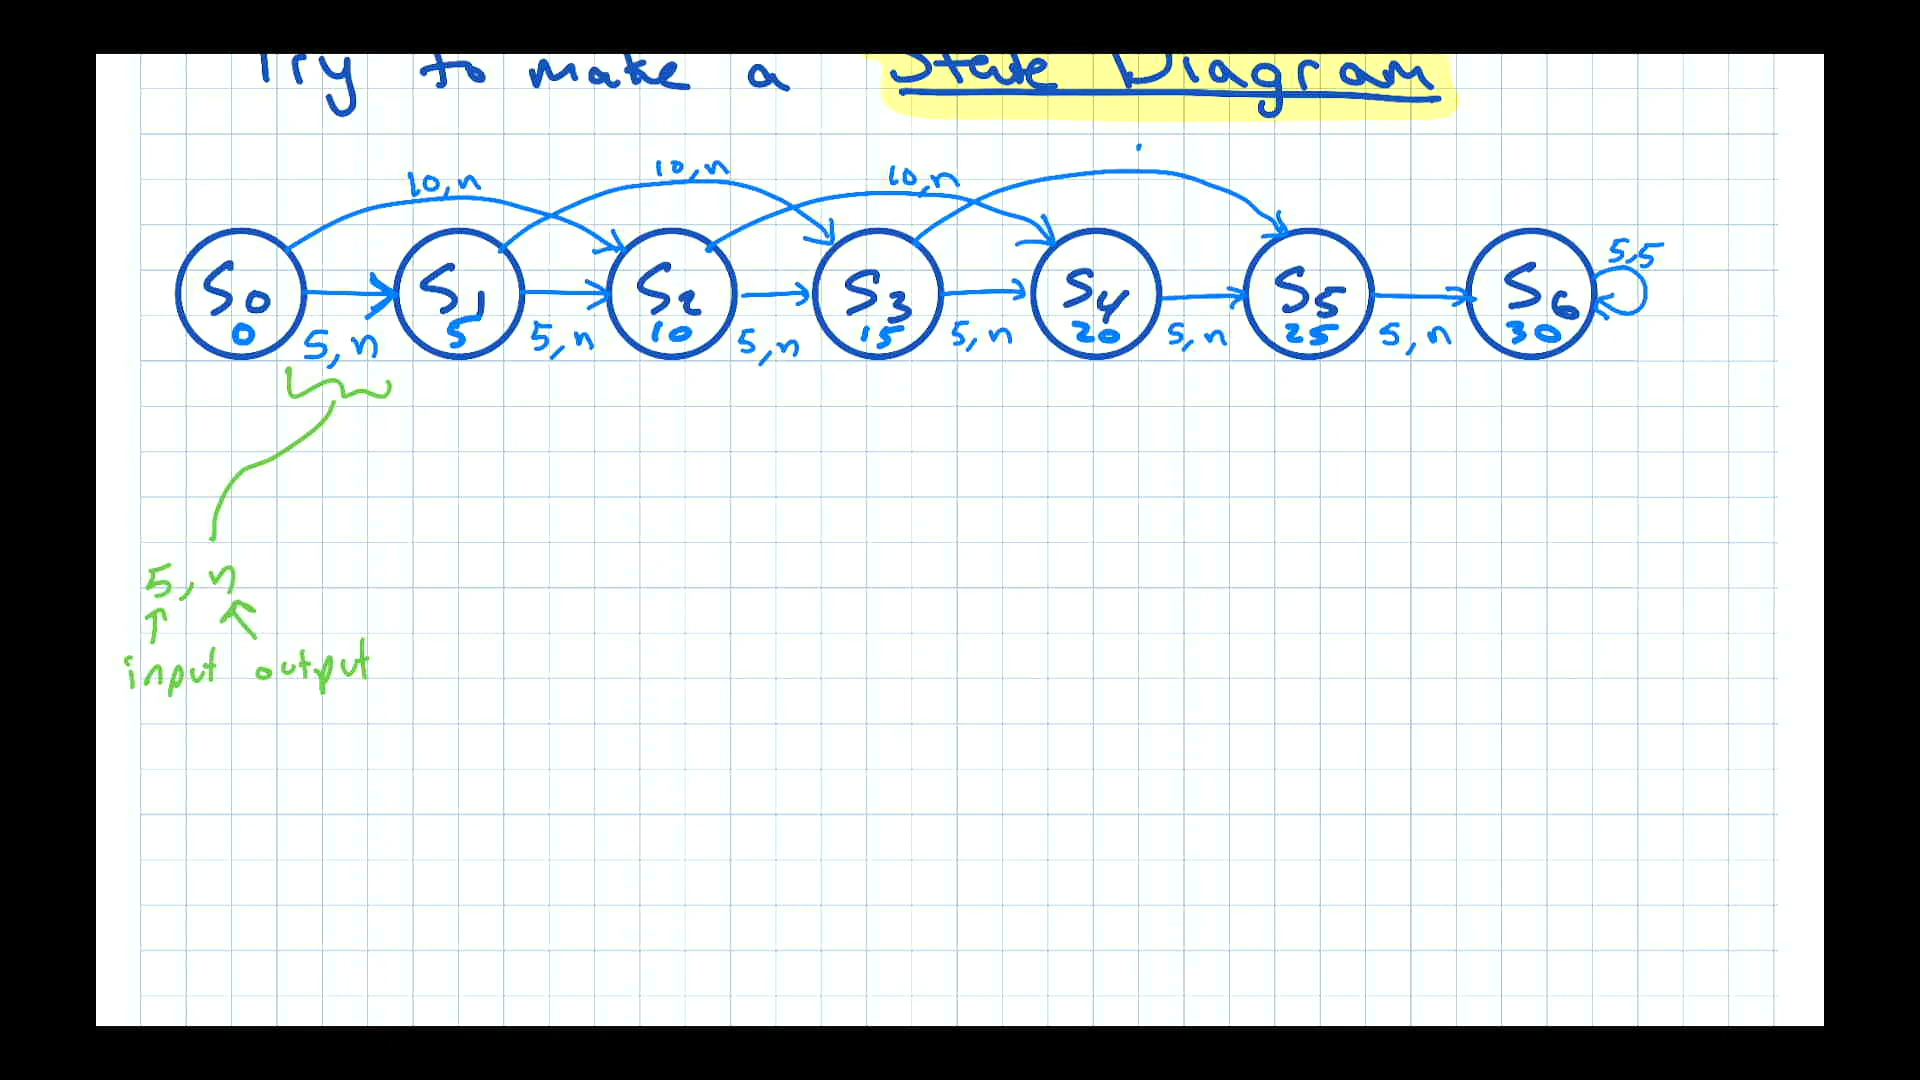 Try to make a State Diagram
10,n 10,n 10,n
5,5
S0 S1 S2 S3 S4 S5 S6
0 5 10 15 20 25 30
5,n 5,n 5,n 5,n 5,n 5,n
5,n
input output